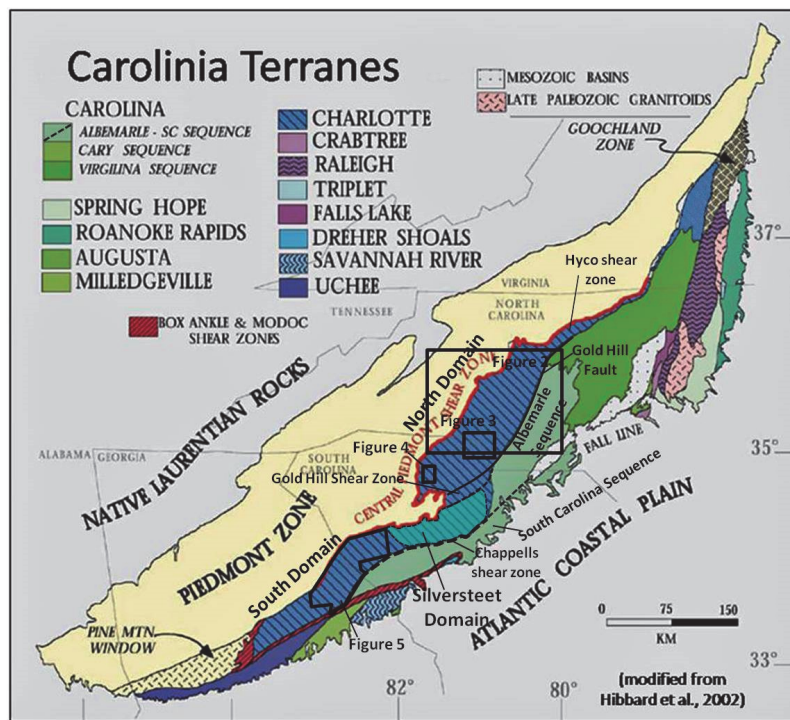 Carolinia Terranes
CAROLINA
ALBEMARLE - SC SEQUENCE
CARY SEQUENCE
VIRGILINA SEQUENCE
SPRING HOPE
ROANOKE RAPIDS
AUGUSTA
MILLEDGEVILLE
CHARLOTTE
CRABTREE
RALEIGH
TRIPLET
FALLS LAKE
DREHER SHOALS
SAVANNAH RIVER
UCHEE
BOX ANKLE & MODOC
SHEAR ZONES
MESOZOIC BASINS
LATE PALEOZOIC GRANITOIDS
GOOCHLAND
ZONE
37°
Hyco shear
zone
VIRGINIA
NORTH
CAROLINA
TENNESSEE
North Domain
CENTRAL PIEDMONT SHEAR ZONE
Figure 2
Gold Hill
Fault
Figure 3
Albemarle
Sequence
Figure 4
Gold Hill Shear Zone
35°
FALL LINE
ALABAMA
GEORGIA
SOUTH
CAROLINA
NATIVE LAURENTIAN ROCKS
PIEDMONT ZONE
South Domain
South Carolina Sequence
Chappells
shear zone
Silversteet
Domain
ATLANTIC COASTAL PLAIN
PINE MTN.
WINDOW
Figure 5
0 75 150
KM
33°
82°
80°
(modified from
Hibbard et al., 2002)